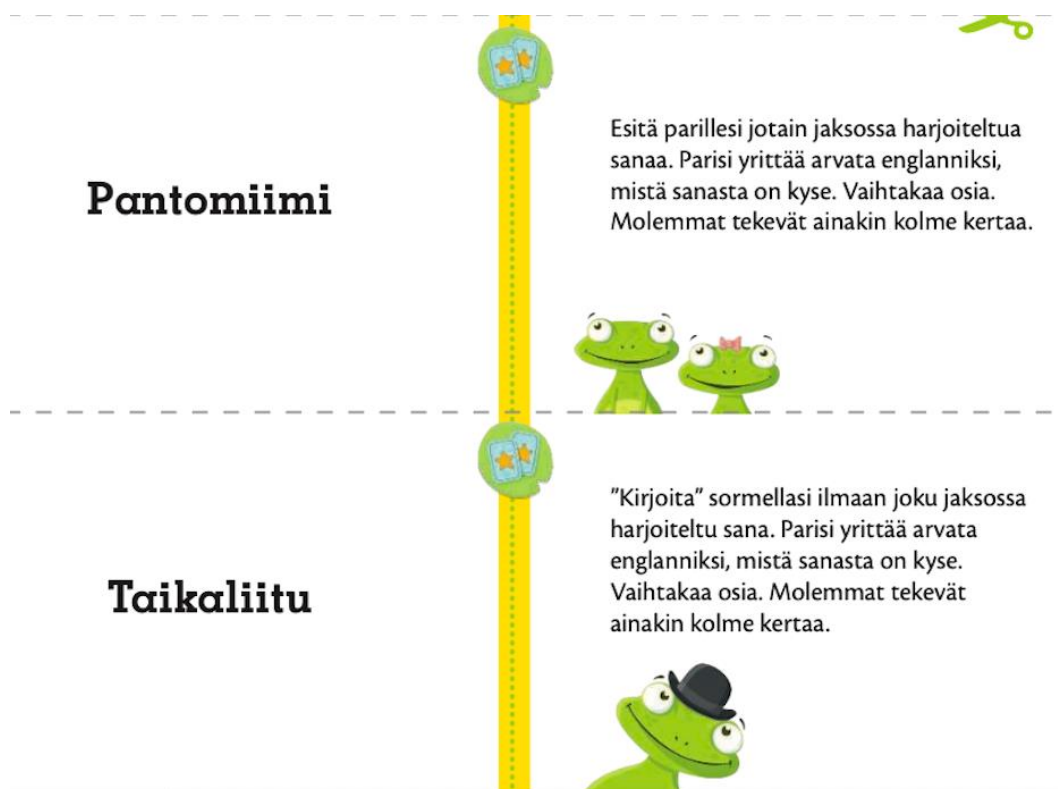 Pantomiimi
Esitä parillesi jotain jaksossa harjoiteltua
sanaa. Parisi yrittää arvata englanniksi,
mistä sanasta on kyse. Vaihtakaa osia.
Molemmat tekevät ainakin kolme kertaa.
Taikaliitu
”Kirjoita” sormellasi ilmaan joku jaksossa
harjoiteltu sana. Parisi yrittää arvata
englanniksi, mistä sanasta on kyse.
Vaihtakaa osia. Molemmat tekevät
ainakin kolme kertaa.